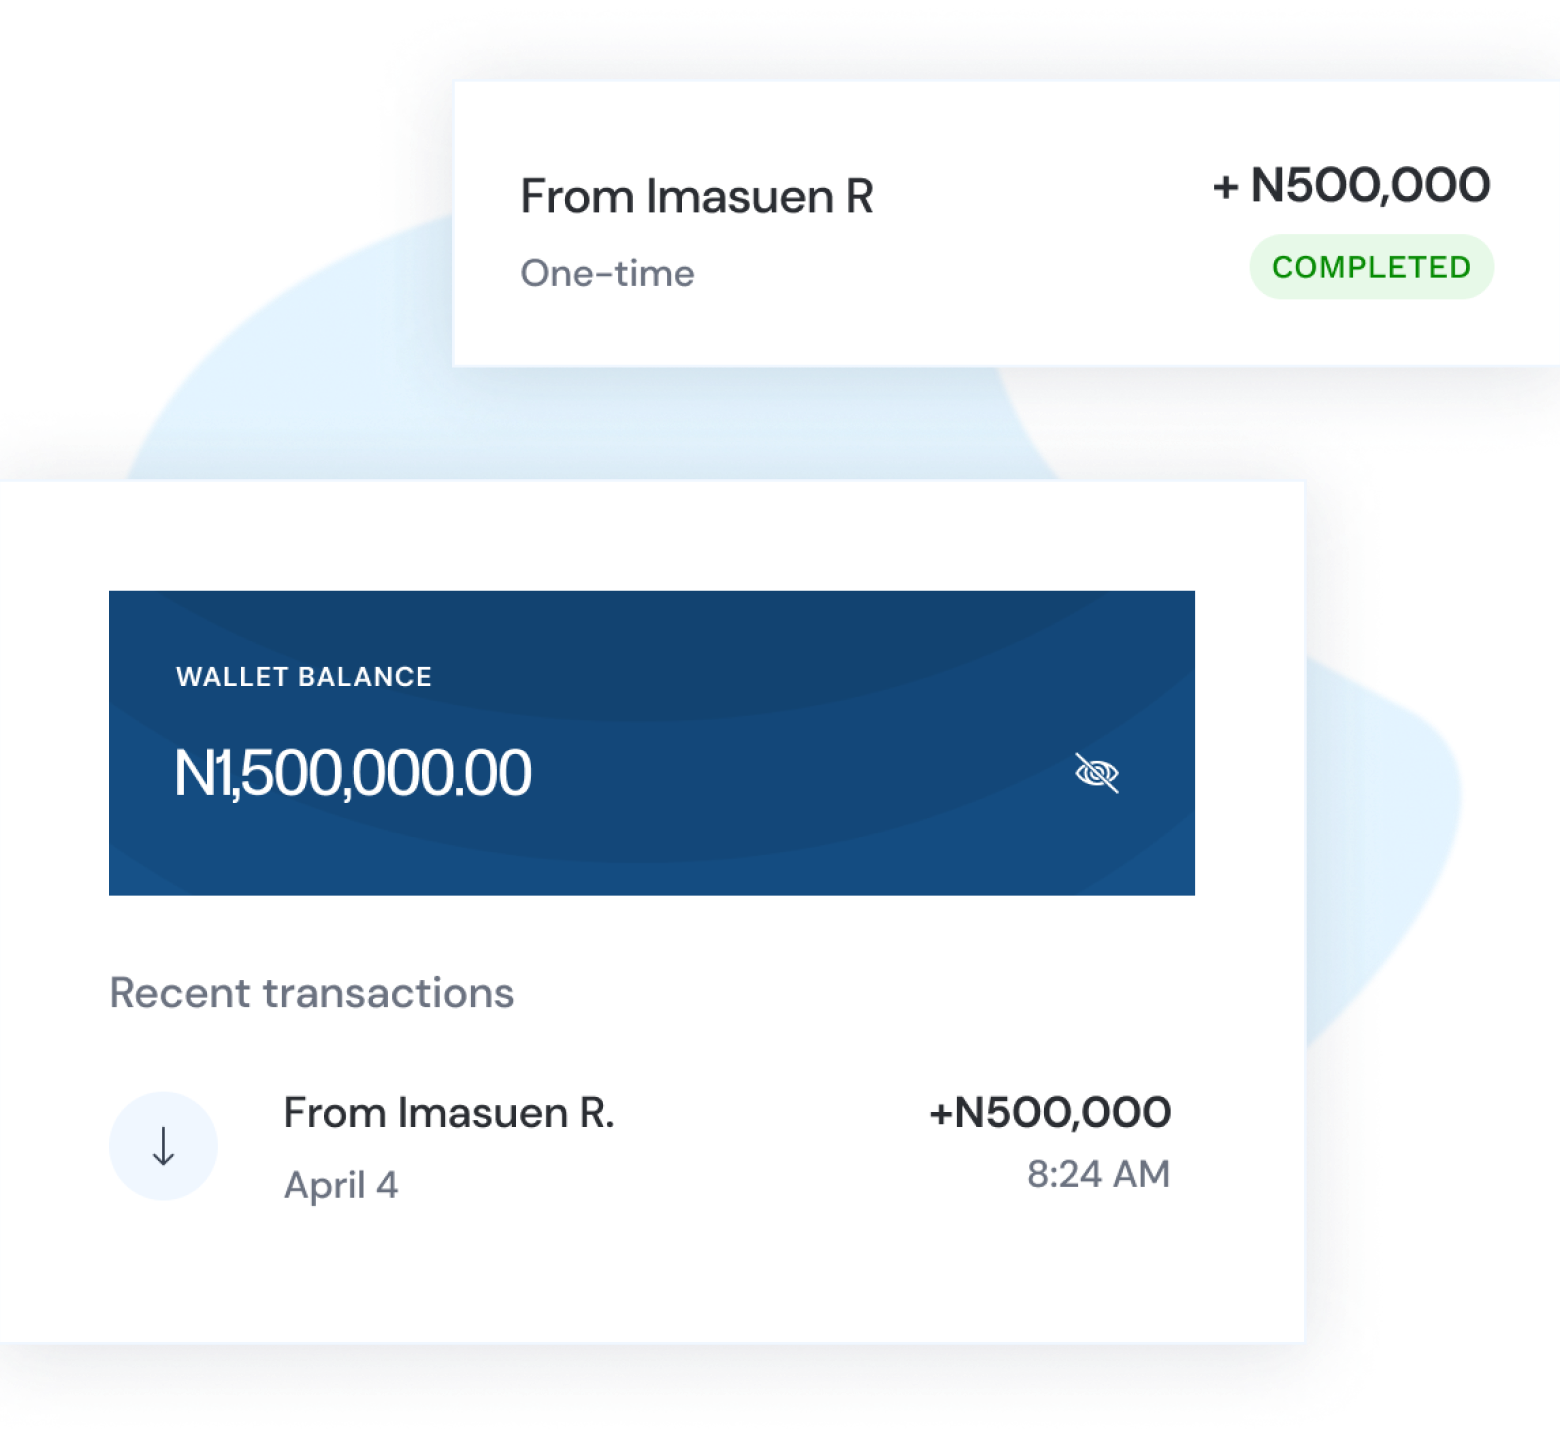 From Imasuen R
+ N500,000
One-time
COMPLETED
WALLET BALANCE
N1,500,000.00
Recent transactions
From Imasuen R.
+N500,000
April 4
8:24 AM